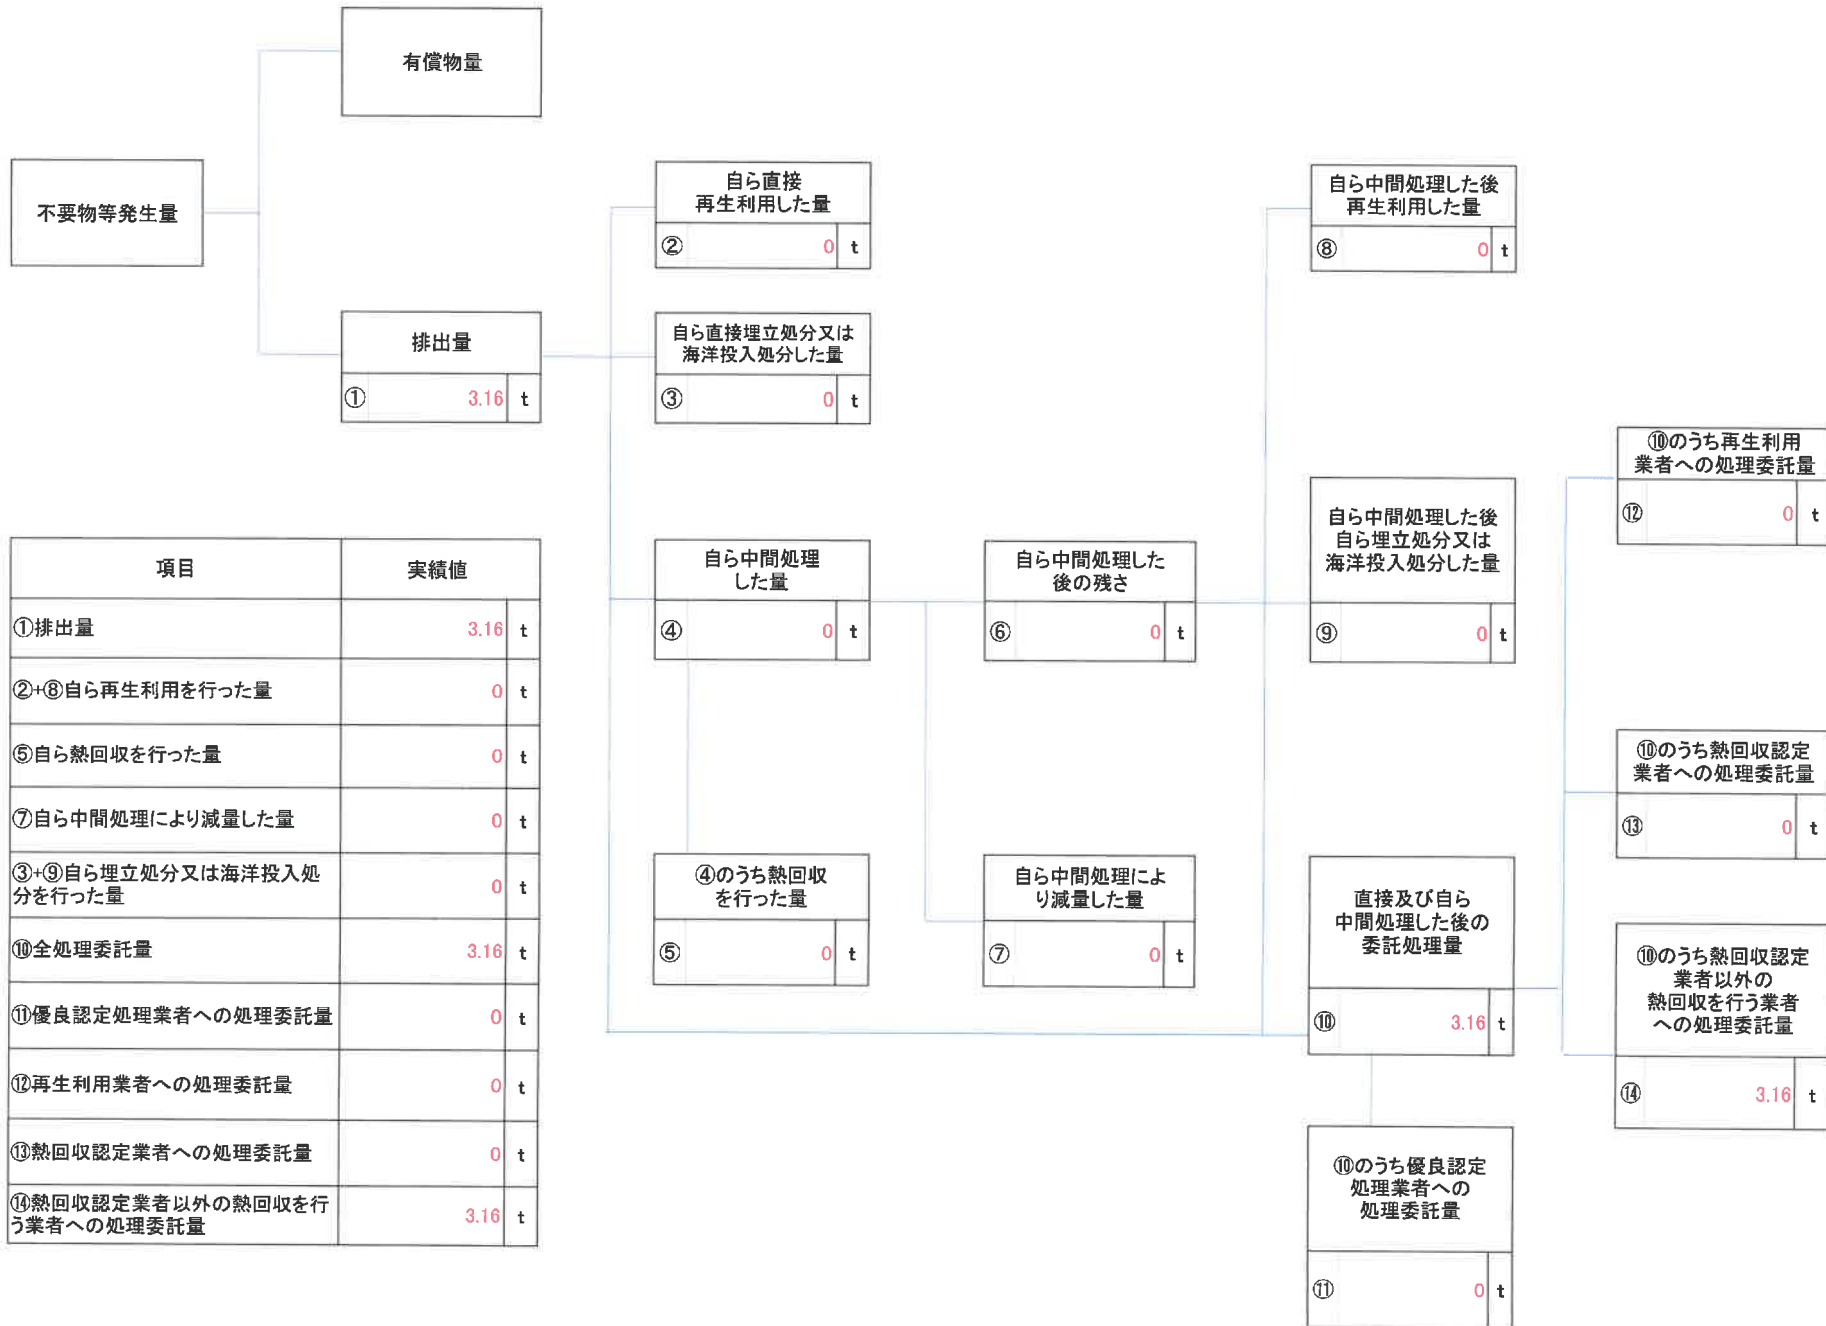 有償物量
不要物等発生量
排出量
① 3.16 t
自ら直接
再生利用した量
② 0 t
自ら直接埋立処分又は
海洋投入処分した量
③ 0 t
自ら中間処理
した量
④ 0 t
④のうち熱回収
を行った量
⑤ 0 t
自ら中間処理した
後の残さ
⑥ 0 t
自ら中間処理によ
り減量した量
⑦ 0 t
自ら中間処理した後
再生利用した量
⑧ 0 t
自ら中間処理した後
自ら埋立処分又は
海洋投入処分した量
⑨ 0 t
直接及び自ら
中間処理した後の
委託処理量
⑩ 3.16 t
⑩のうち優良認定
処理業者への
処理委託量
⑪ 0 t
⑩のうち再生利用
業者への処理委託量
⑫ 0 t
⑩のうち熱回収認定
業者への処理委託量
⑬ 0 t
⑩のうち熱回収認定
業者以外の
熱回収を行う業者
への処理委託量
⑭ 3.16 t
項目 実績値
①排出量 3.16 t
②+⑧自ら再生利用を行った量 0 t
⑤自ら熱回収を行った量 0 t
⑦自ら中間処理により減量した量 0 t
③+⑨自ら埋立処分又は海洋投入処
分を行った量 0 t
⑩全処理委託量 3.16 t
⑪優良認定処理業者への処理委託量 0 t
⑫再生利用業者への処理委託量 0 t
⑬熱回収認定業者への処理委託量 0 t
⑭熱回収認定業者以外の熱回収を行
う業者への処理委託量 3.16 t